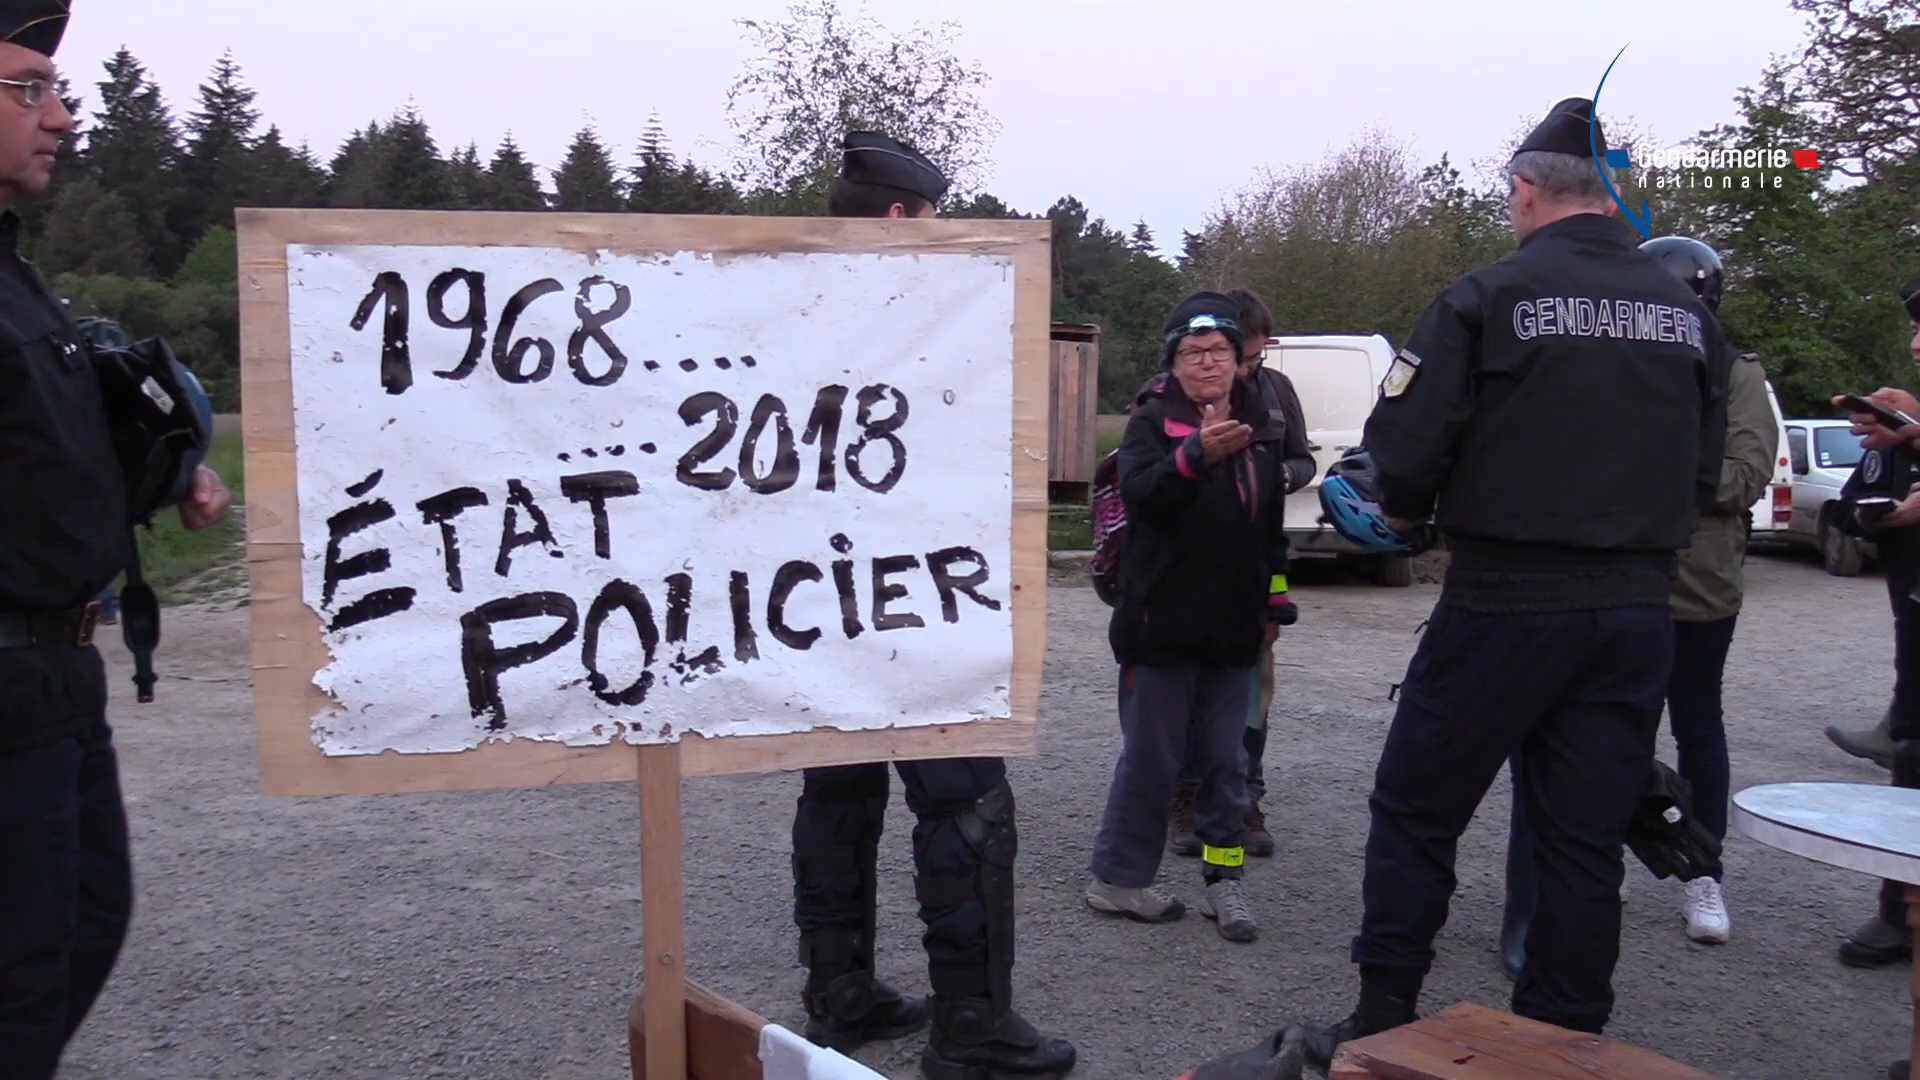 1968....
....2018
ÉTAT
POLICIER
GENDARMERIE
Gendarmerie
nationale